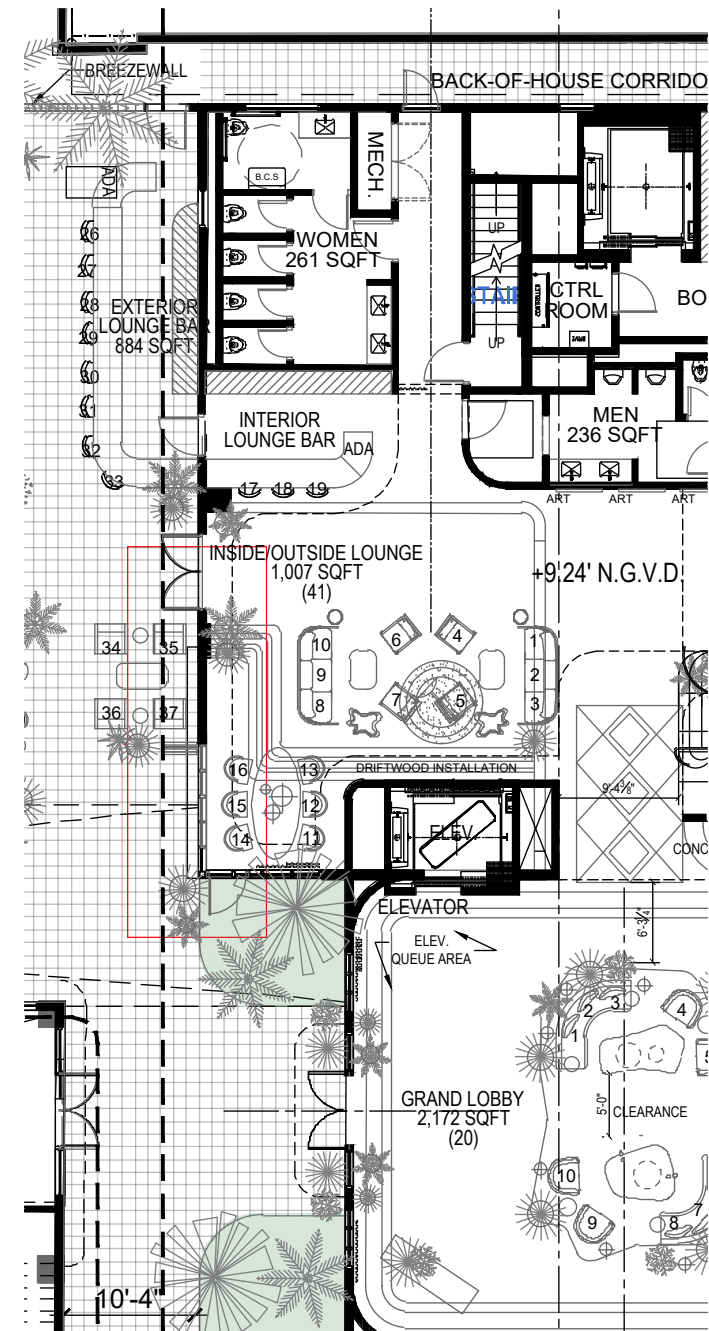 BREEZEWALL
BACK-OF-HOUSE CORRIDO
ADA
B.C.S
MECH.
UP
WOMEN
261 SQFT
STAIR
CTRL
ROOM
BO
UP
EXTERIOR
LOUNGE BAR
884 SQFT
26
27
28
29
30
31
32
33
INTERIOR
LOUNGE BAR
ADA
MEN
236 SQFT
17
18
19
ART
ART
ART
INSIDE/OUTSIDE LOUNGE
1,007 SQFT
(41)
+9.24' N.G.V.D.
34
35
36
37
10
9
8
6
4
7
5
1
2
3
16
15
14
13
12
11
DRIFTWOOD INSTALLATION
9'-4⅜"
ELEV.
CONC
ELEVATOR
ELEV.
QUEUE AREA
6'-3¾"
1
2
3
4
5
GRAND LOBBY
2,172 SQFT
(20)
5'-0"
CLEARANCE
10
9
8
7
10'-4"